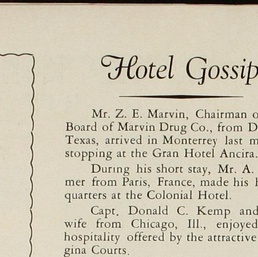 Hotel Gossip
Mr. Z. E. Marvin, Chairman o
Board of Marvin Drug Co., from D
Texas, arrived in Monterrey last m
stopping at the Gran Hotel Ancira.
During his short stay, Mr. A.
mer from Paris, France, made his h
quarters at the Colonial Hotel.
Capt. Donald C. Kemp and
wife from Chicago, Ill., enjoyed
hospitality offered by the attractive
gina Courts.